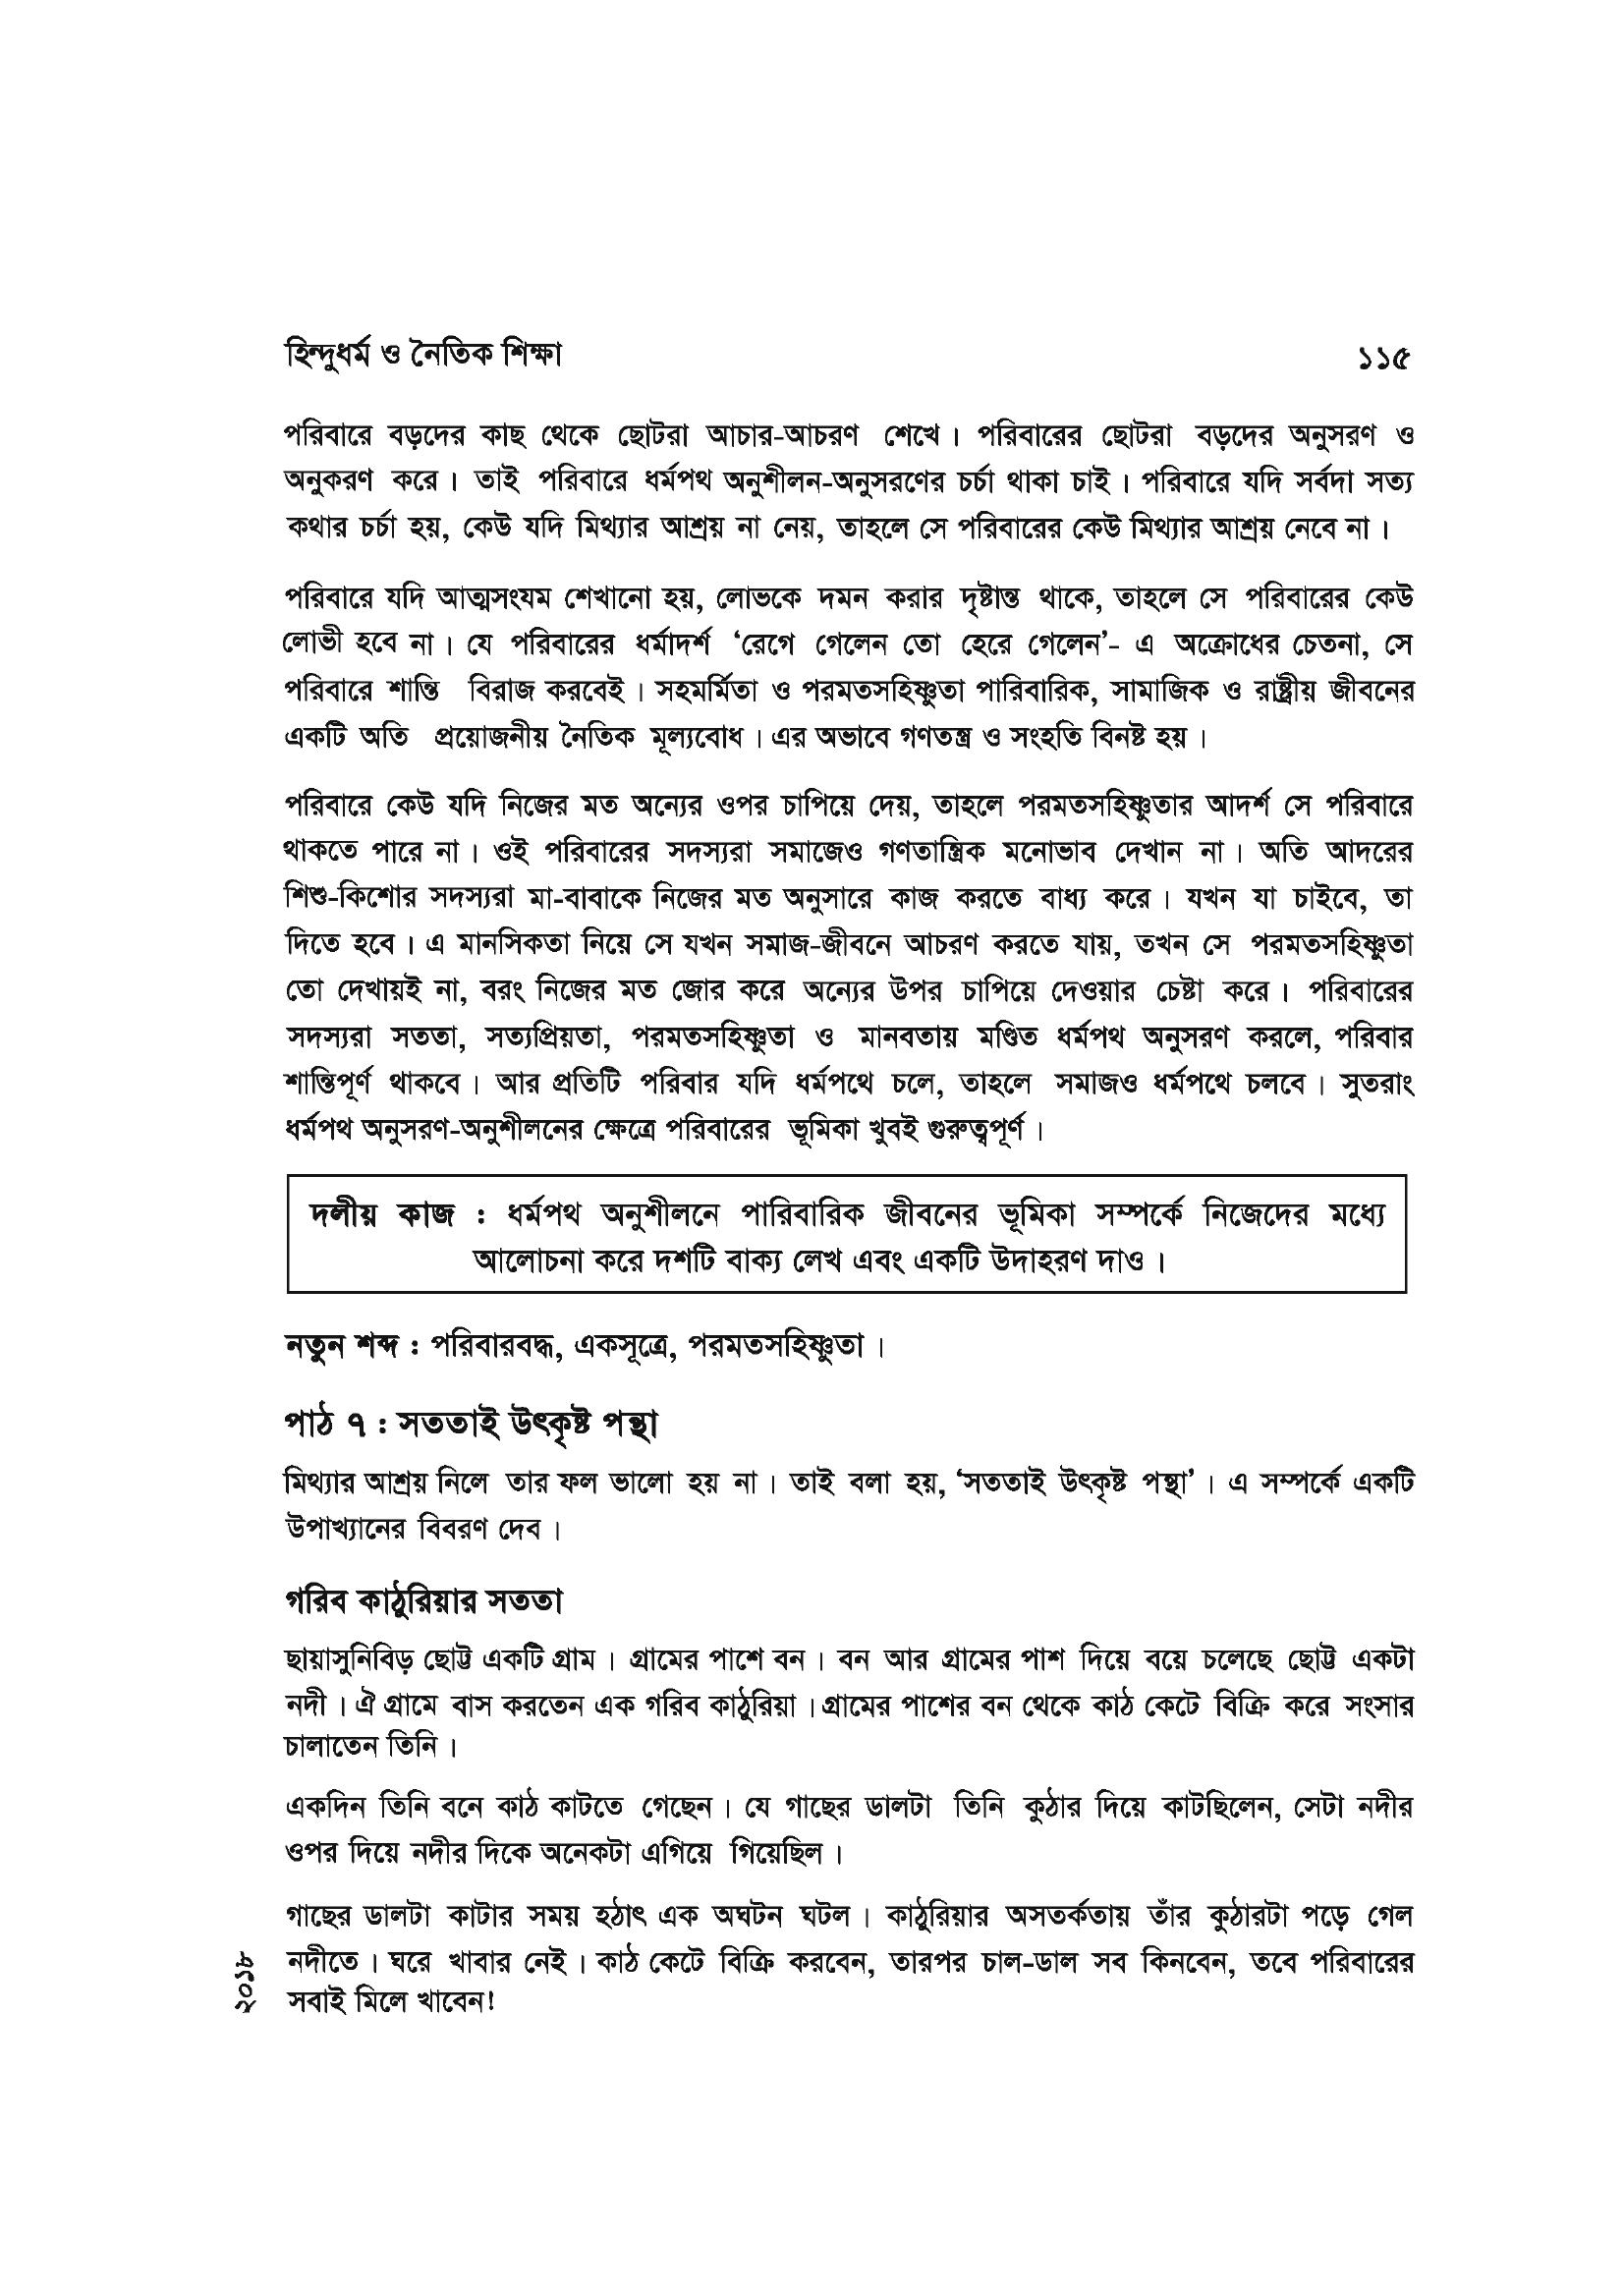 হিন্দুধর্ম ও নৈতিক শিক্ষা ১১৫
পরিবারে বড়দের কাছ থেকে ছোটরা আচার-আচরণ শেখে। পরিবারের ছোটরা বড়দের অনুসরণ ও
অনুকরণ করে। তাই পরিবারে ধর্মপথ অনুশীলন-অনুসরণের চর্চা থাকা চাই। পরিবারে যদি সর্বদা সত্য
কথার চর্চা হয়, কেউ যদি মিথ্যার আশ্রয় না নেয়, তাহলে সে পরিবারের কেউ মিথ্যার আশ্রয় নেবে না।
পরিবারে যদি আত্মসংযম শেখানো হয়, লোভকে দমন করার দৃষ্টান্ত থাকে, তাহলে সে পরিবারের কেউ
লোভী হবে না। যে পরিবারের ধর্মাদর্শ ‘রেগে গেলেন তো হেরে গেলেন’- এ অক্রোধের চেতনা, সে
পরিবারে শান্তি বিরাজ করবেই। সহমর্মিতা ও পরমতসহিষ্ণুতা পারিবারিক, সামাজিক ও রাষ্ট্রীয় জীবনের
একটি অতি প্রয়োজনীয় নৈতিক মূল্যবোধ। এর অভাবে গণতন্ত্র ও সংহতি বিনষ্ট হয়।
পরিবারে কেউ যদি নিজের মত অন্যের ওপর চাপিয়ে দেয়, তাহলে পরমতসহিষ্ণুতার আদর্শ সে পরিবারে
থাকতে পারে না। ওই পরিবারের সদস্যরা সমাজেও গণতান্ত্রিক মনোভাব দেখান না। অতি আদরের
শিশু-কিশোর সদস্যরা মা-বাবাকে নিজের মত অনুসারে কাজ করতে বাধ্য করে। যখন যা চাইবে, তা
দিতে হবে। এ মানসিকতা নিয়ে সে যখন সমাজ-জীবনে আচরণ করতে যায়, তখন সে পরমতসহিষ্ণুতা
তো দেখায়ই না, বরং নিজের মত জোর করে অন্যের উপর চাপিয়ে দেওয়ার চেষ্টা করে। পরিবারের
সদস্যরা সততা, সত্যপ্রিয়তা, পরমতসহিষ্ণুতা ও মানবতায় মণ্ডিত ধর্মপথ অনুসরণ করলে, পরিবার
শান্তিপূর্ণ থাকবে। আর প্রতিটি পরিবার যদি ধর্মপথে চলে, তাহলে সমাজও ধর্মপথে চলবে। সুতরাং
ধর্মপথ অনুসরণ-অনুশীলনের ক্ষেত্রে পরিবারের ভূমিকা খুবই গুরুত্বপূর্ণ।
দলীয় কাজ : ধর্মপথ অনুশীলনে পারিবারিক জীবনের ভূমিকা সম্পর্কে নিজেদের মধ্যে
আলোচনা করে দশটি বাক্য লেখ এবং একটি উদাহরণ দাও।
নতুন শব্দ : পরিবারবদ্ধ, একসূত্রে, পরমতসহিষ্ণুতা।
পাঠ ৭ : সততাই উৎকৃষ্ট পন্থা
মিথ্যার আশ্রয় নিলে তার ফল ভালো হয় না। তাই বলা হয়, ‘সততাই উৎকৃষ্ট পন্থা’। এ সম্পর্কে একটি
উপাখ্যানের বিবরণ দেব।
গরিব কাঠুরিয়ার সততা
ছায়াসুনিবিড় ছোট্ট একটি গ্রাম। গ্রামের পাশে বন। বন আর গ্রামের পাশ দিয়ে বয়ে চলেছে ছোট্ট একটা
নদী। ঐ গ্রামে বাস করতেন এক গরিব কাঠুরিয়া।গ্রামের পাশের বন থেকে কাঠ কেটে বিক্রি করে সংসার
চালাতেন তিনি।
একদিন তিনি বনে কাঠ কাটতে গেছেন। যে গাছের ডালটা তিনি কুঠার দিয়ে কাটছিলেন, সেটা নদীর
ওপর দিয়ে নদীর দিকে অনেকটা এগিয়ে গিয়েছিল।
গাছের ডালটা কাটার সময় হঠাৎ এক অঘটন ঘটল। কাঠুরিয়ার অসতর্কতায় তাঁর কুঠারটা পড়ে গেল
নদীতে। ঘরে খাবার নেই। কাঠ কেটে বিক্রি করবেন, তারপর চাল-ডাল সব কিনবেন, তবে পরিবারের
সবাই মিলে খাবেন!
২০১৮